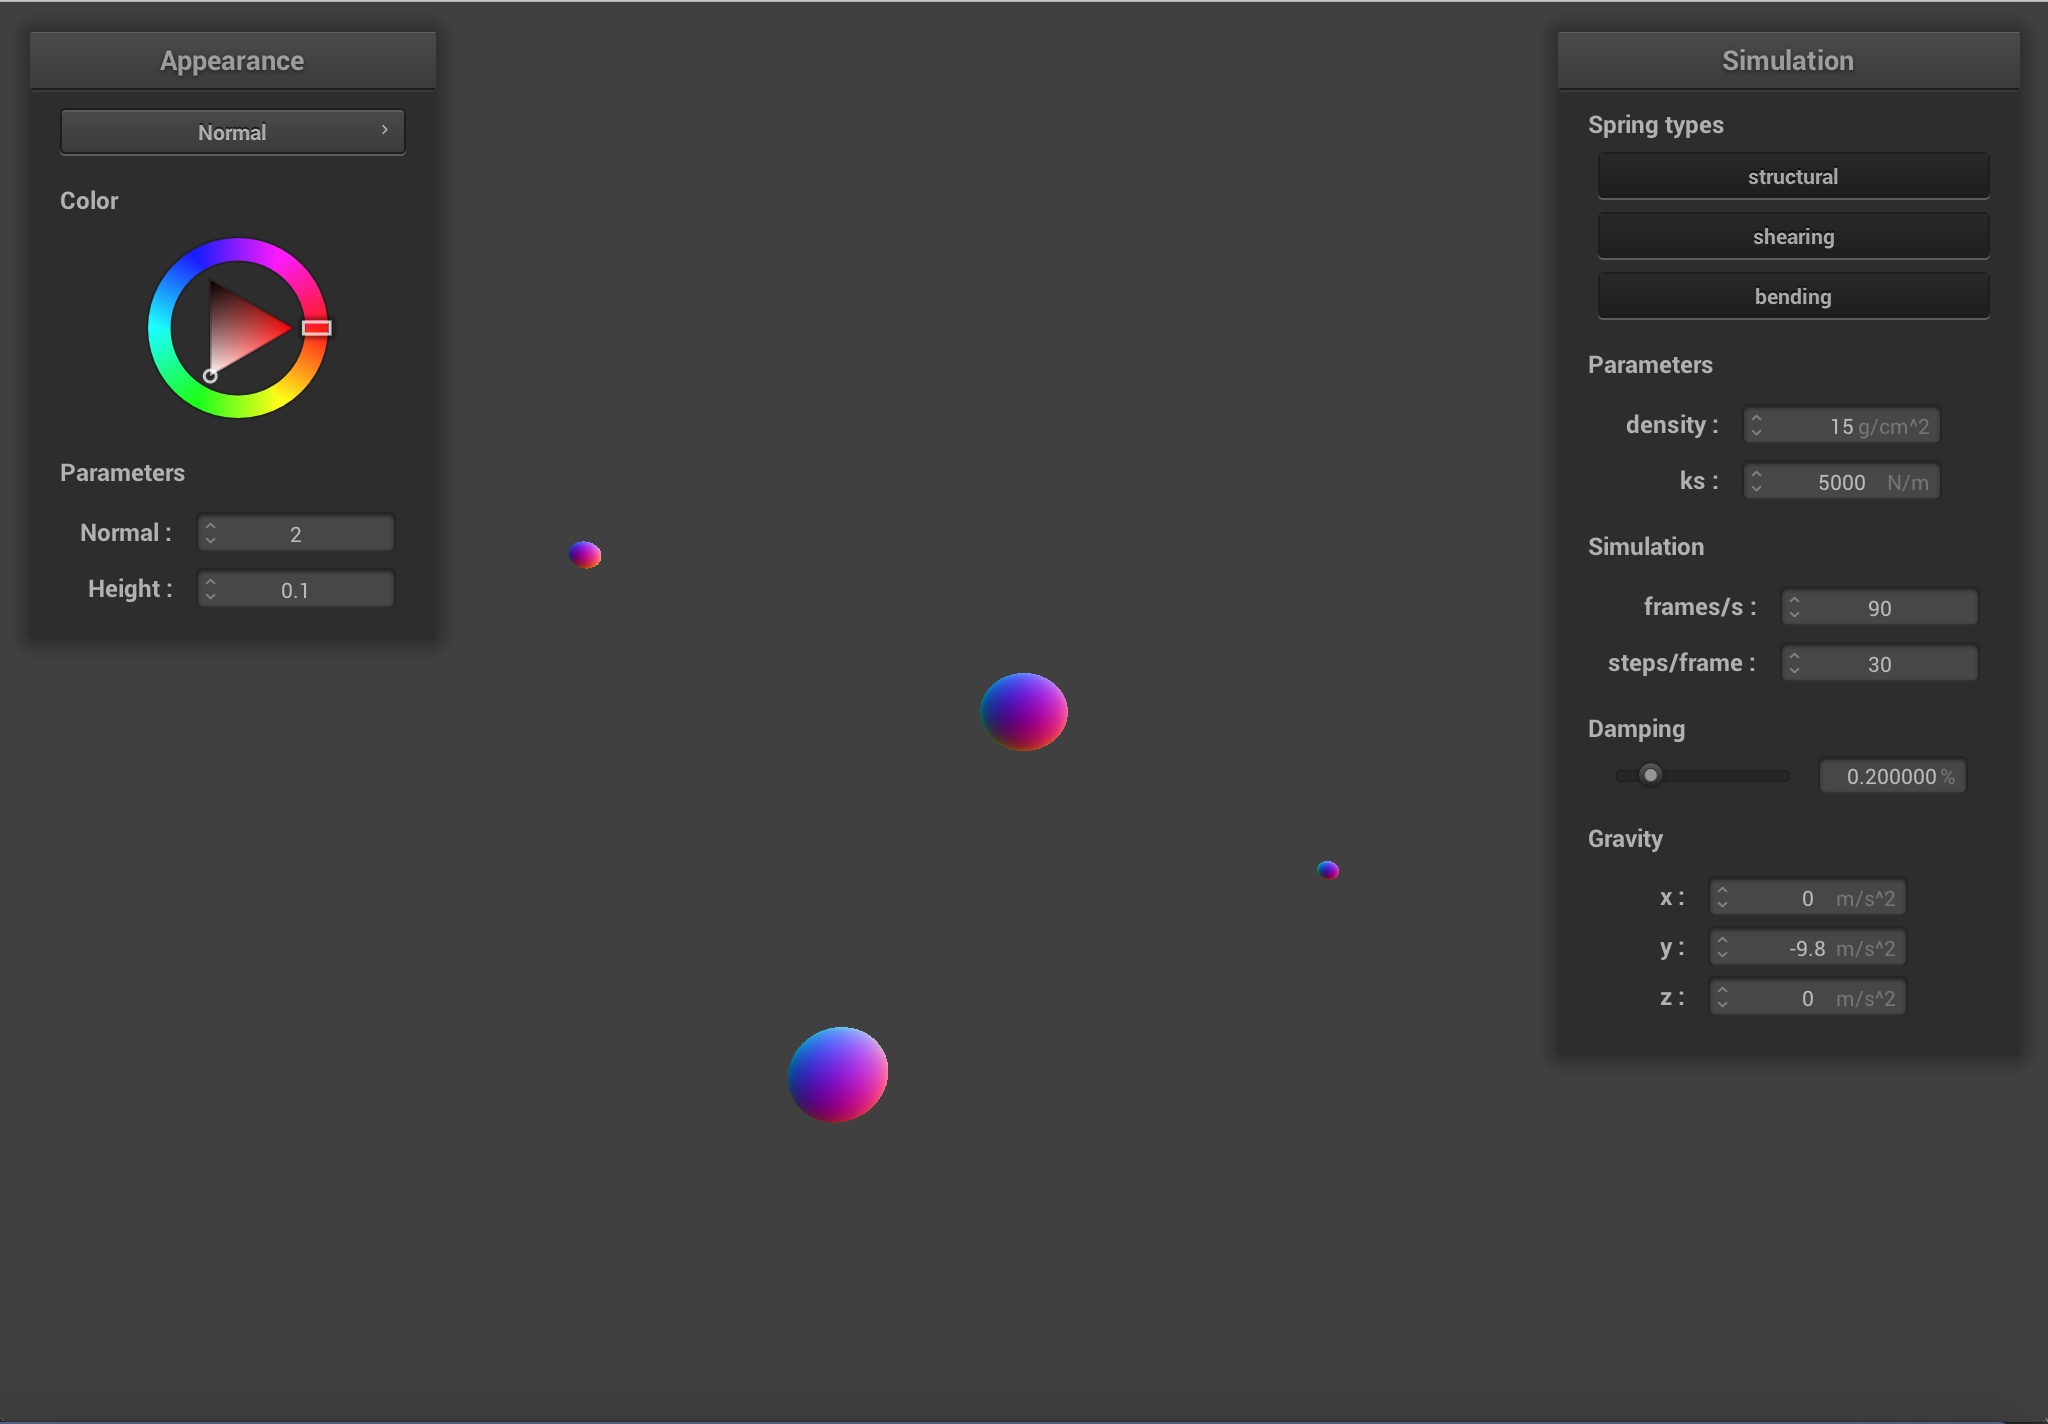 Appearance
Normal
Color
Parameters
Normal : 2
Height : 0.1
Simulation
Spring types
structural
shearing
bending
Parameters
density : 15 g/cm^2
ks : 5000 N/m
Simulation
frames/s : 90
steps/frame : 30
Damping
0.200000 %
Gravity
x : 0 m/s^2
y : -9.8 m/s^2
z : 0 m/s^2